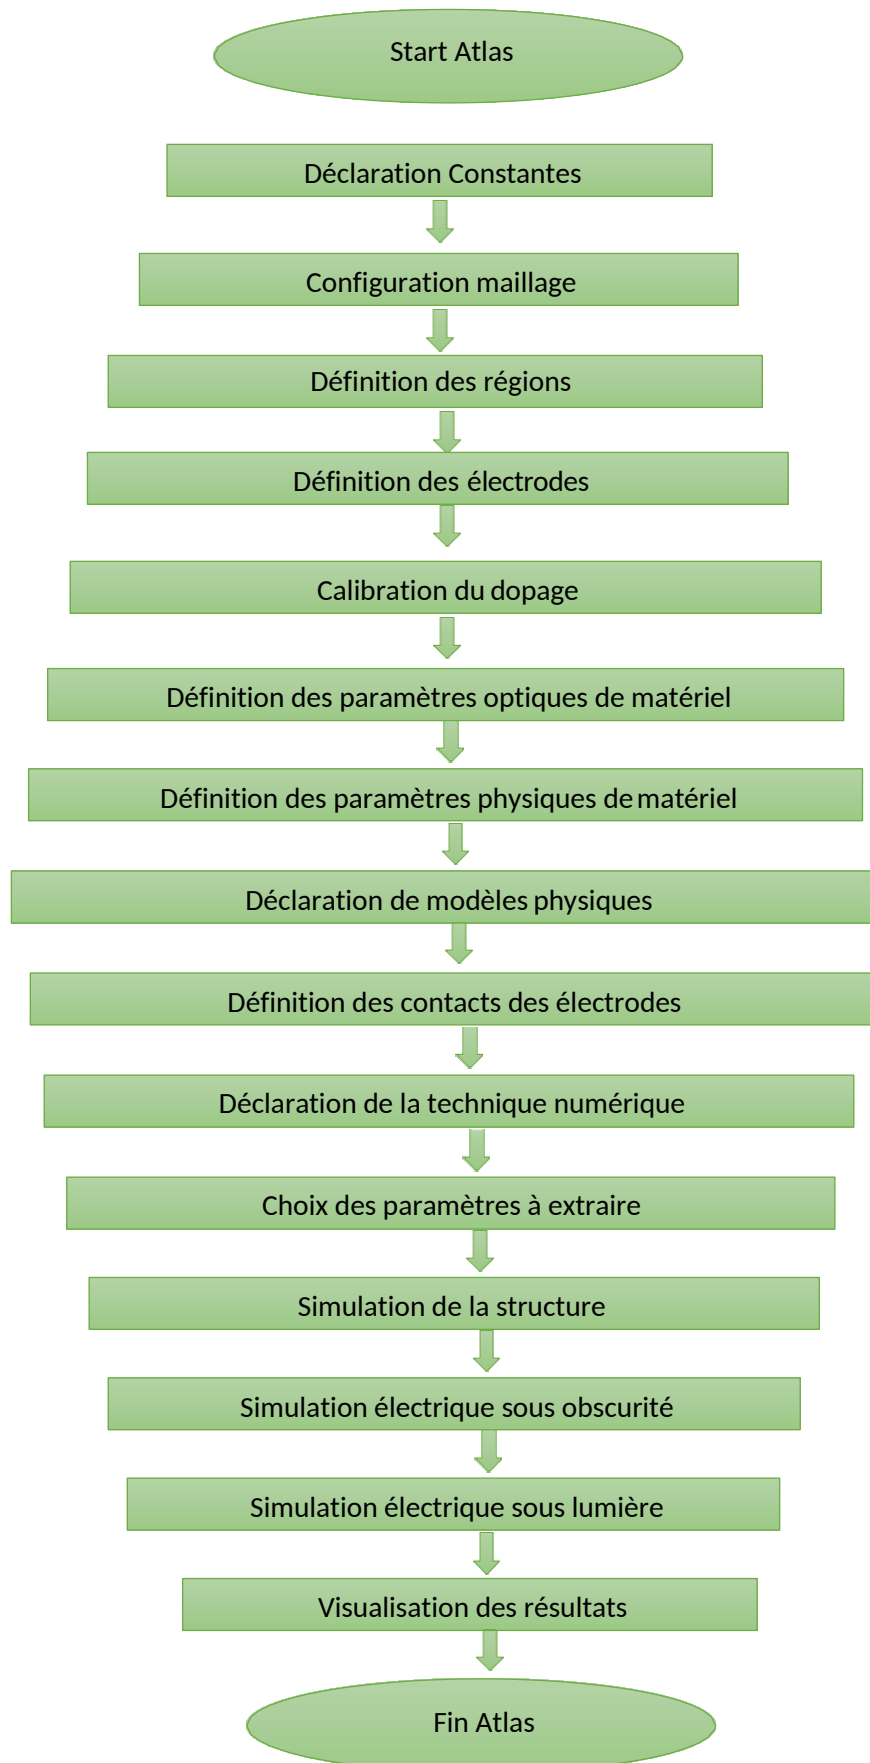 Start Atlas
Déclaration Constantes
Configuration maillage
Définition des régions
Définition des électrodes
Calibration du dopage
Définition des paramètres optiques de matériel
Définition des paramètres physiques de matériel
Déclaration de modèles physiques
Définition des contacts des électrodes
Déclaration de la technique numérique
Choix des paramètres à extraire
Simulation de la structure
Simulation électrique sous obscurité
Simulation électrique sous lumière
Visualisation des résultats
Fin Atlas